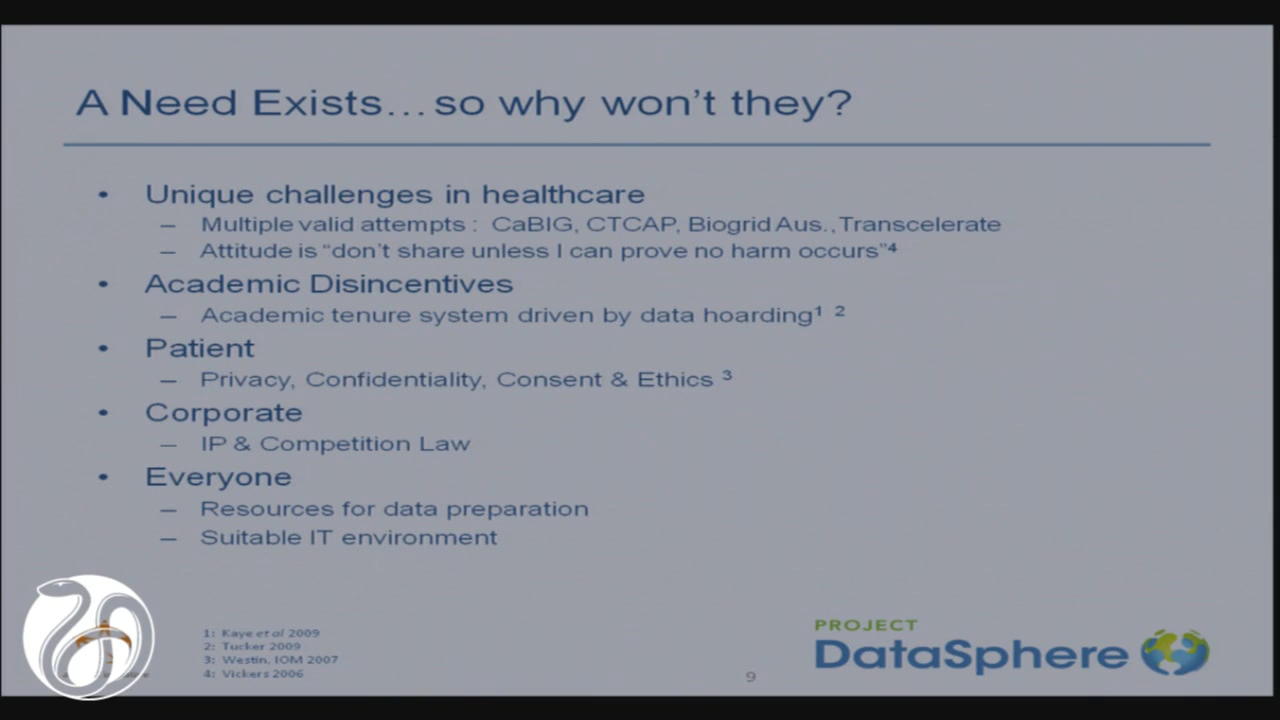 A Need Exists... so why won't they?
• Unique challenges in healthcare
– Multiple valid attempts : CaBIG, CTCAP, Biogrid Aus., Transcelerate
– Attitude is “don't share unless I can prove no harm occurs”⁴
• Academic Disincentives
– Academic tenure system driven by data hoarding¹ ²
• Patient
– Privacy, Confidentiality, Consent & Ethics ³
• Corporate
– IP & Competition Law
• Everyone
– Resources for data preparation
– Suitable IT environment
1: Kaye et al 2009
2: Tucker 2009
3: Westin, IOM 2007
4: Vickers 2006
9
PROJECT
DataSphere